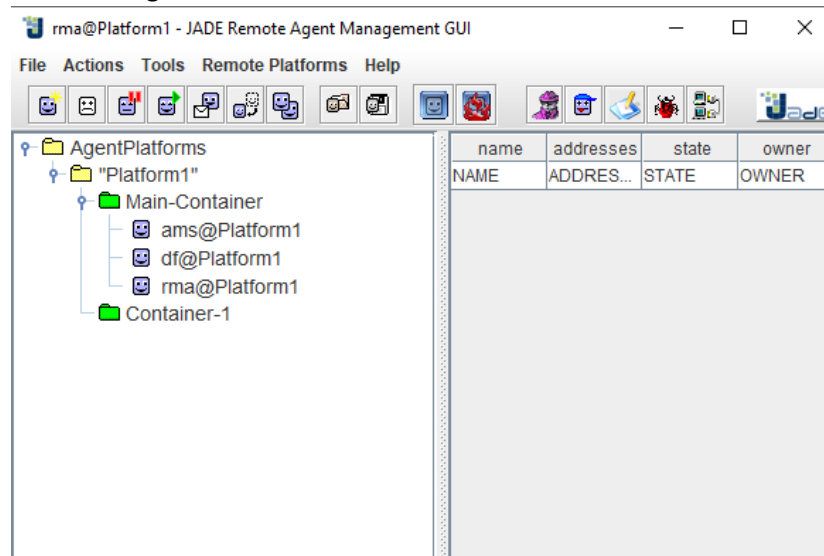 rma@Platform1 - JADE Remote Agent Management GUI
File Actions Tools Remote Platforms Help
Jade
AgentPlatforms
"Platform1"
Main-Container
ams@Platform1
df@Platform1
rma@Platform1
Container-1
name addresses state owner
NAME ADDRES... STATE OWNER